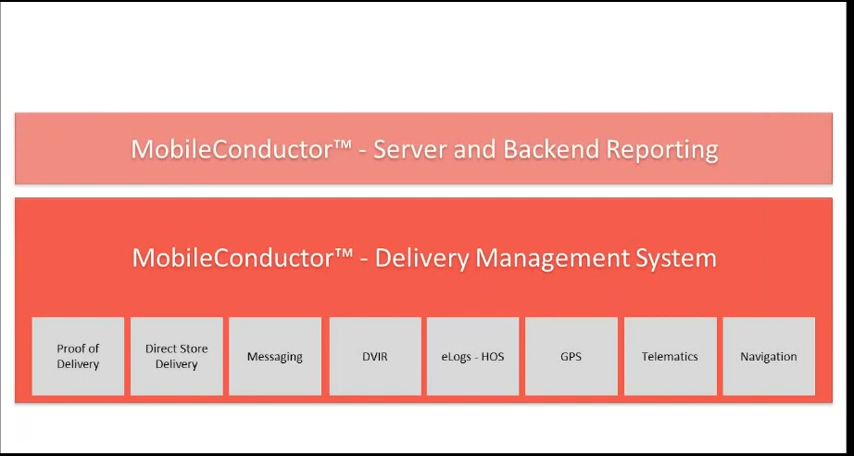 MobileConductor™ - Server and Backend Reporting
MobileConductor™ - Delivery Management System
Proof of
Delivery
Direct Store
Delivery
Messaging
DVIR
eLogs - HOS
GPS
Telematics
Navigation